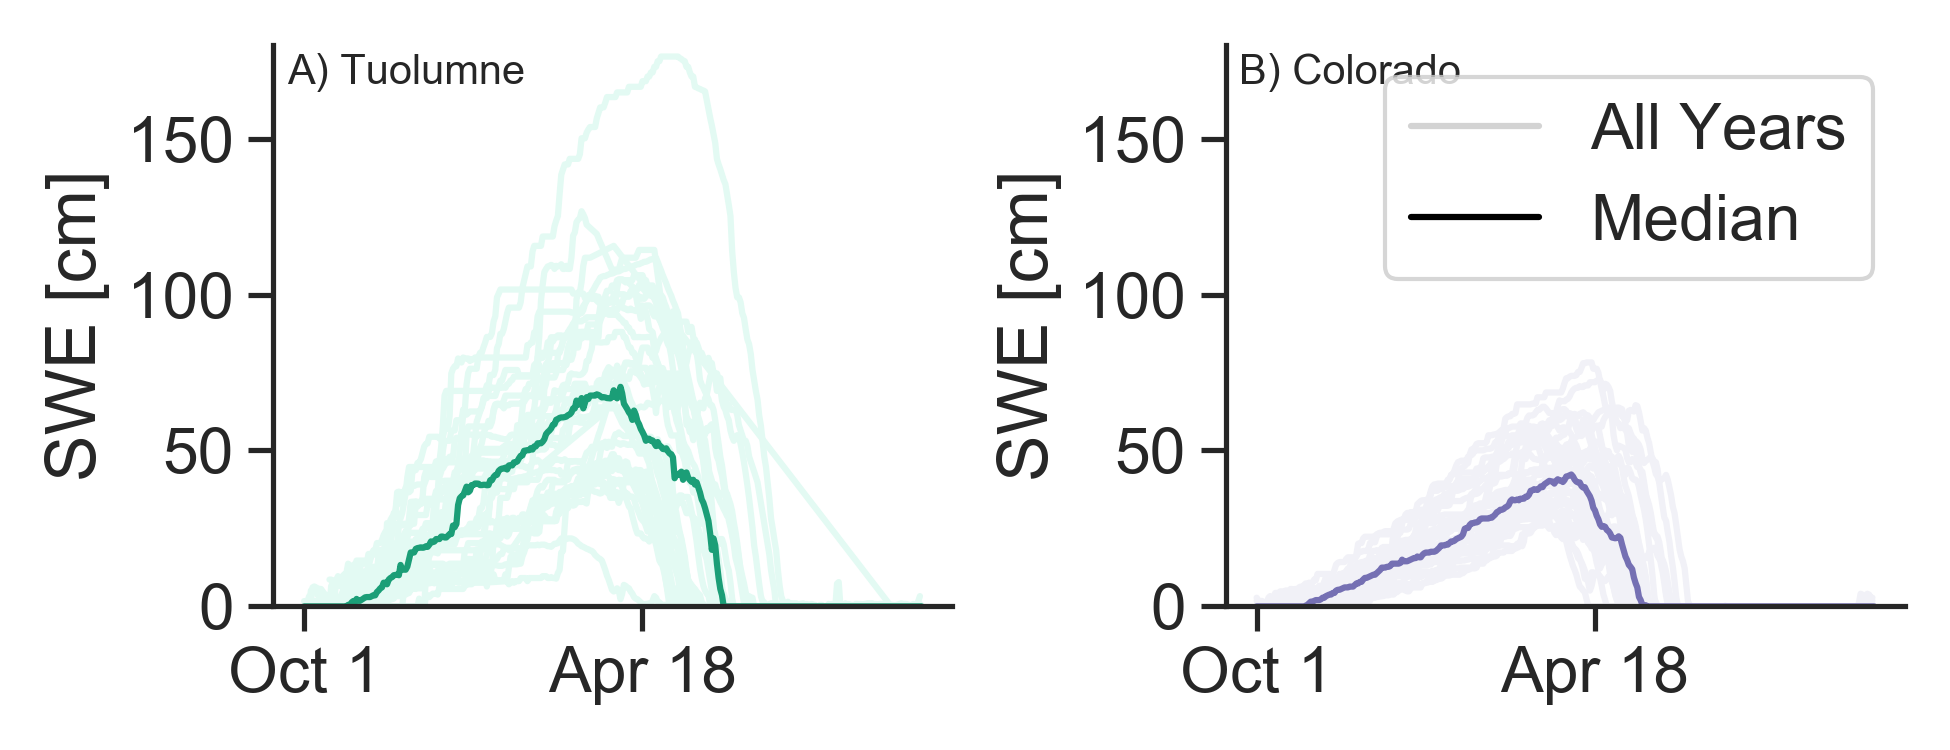 A) Tuolumne
SWE [cm]
150
100
50
0
Oct 1
Apr 18
B) Colorado
SWE [cm]
150
100
50
0
Oct 1
Apr 18
All Years
Median